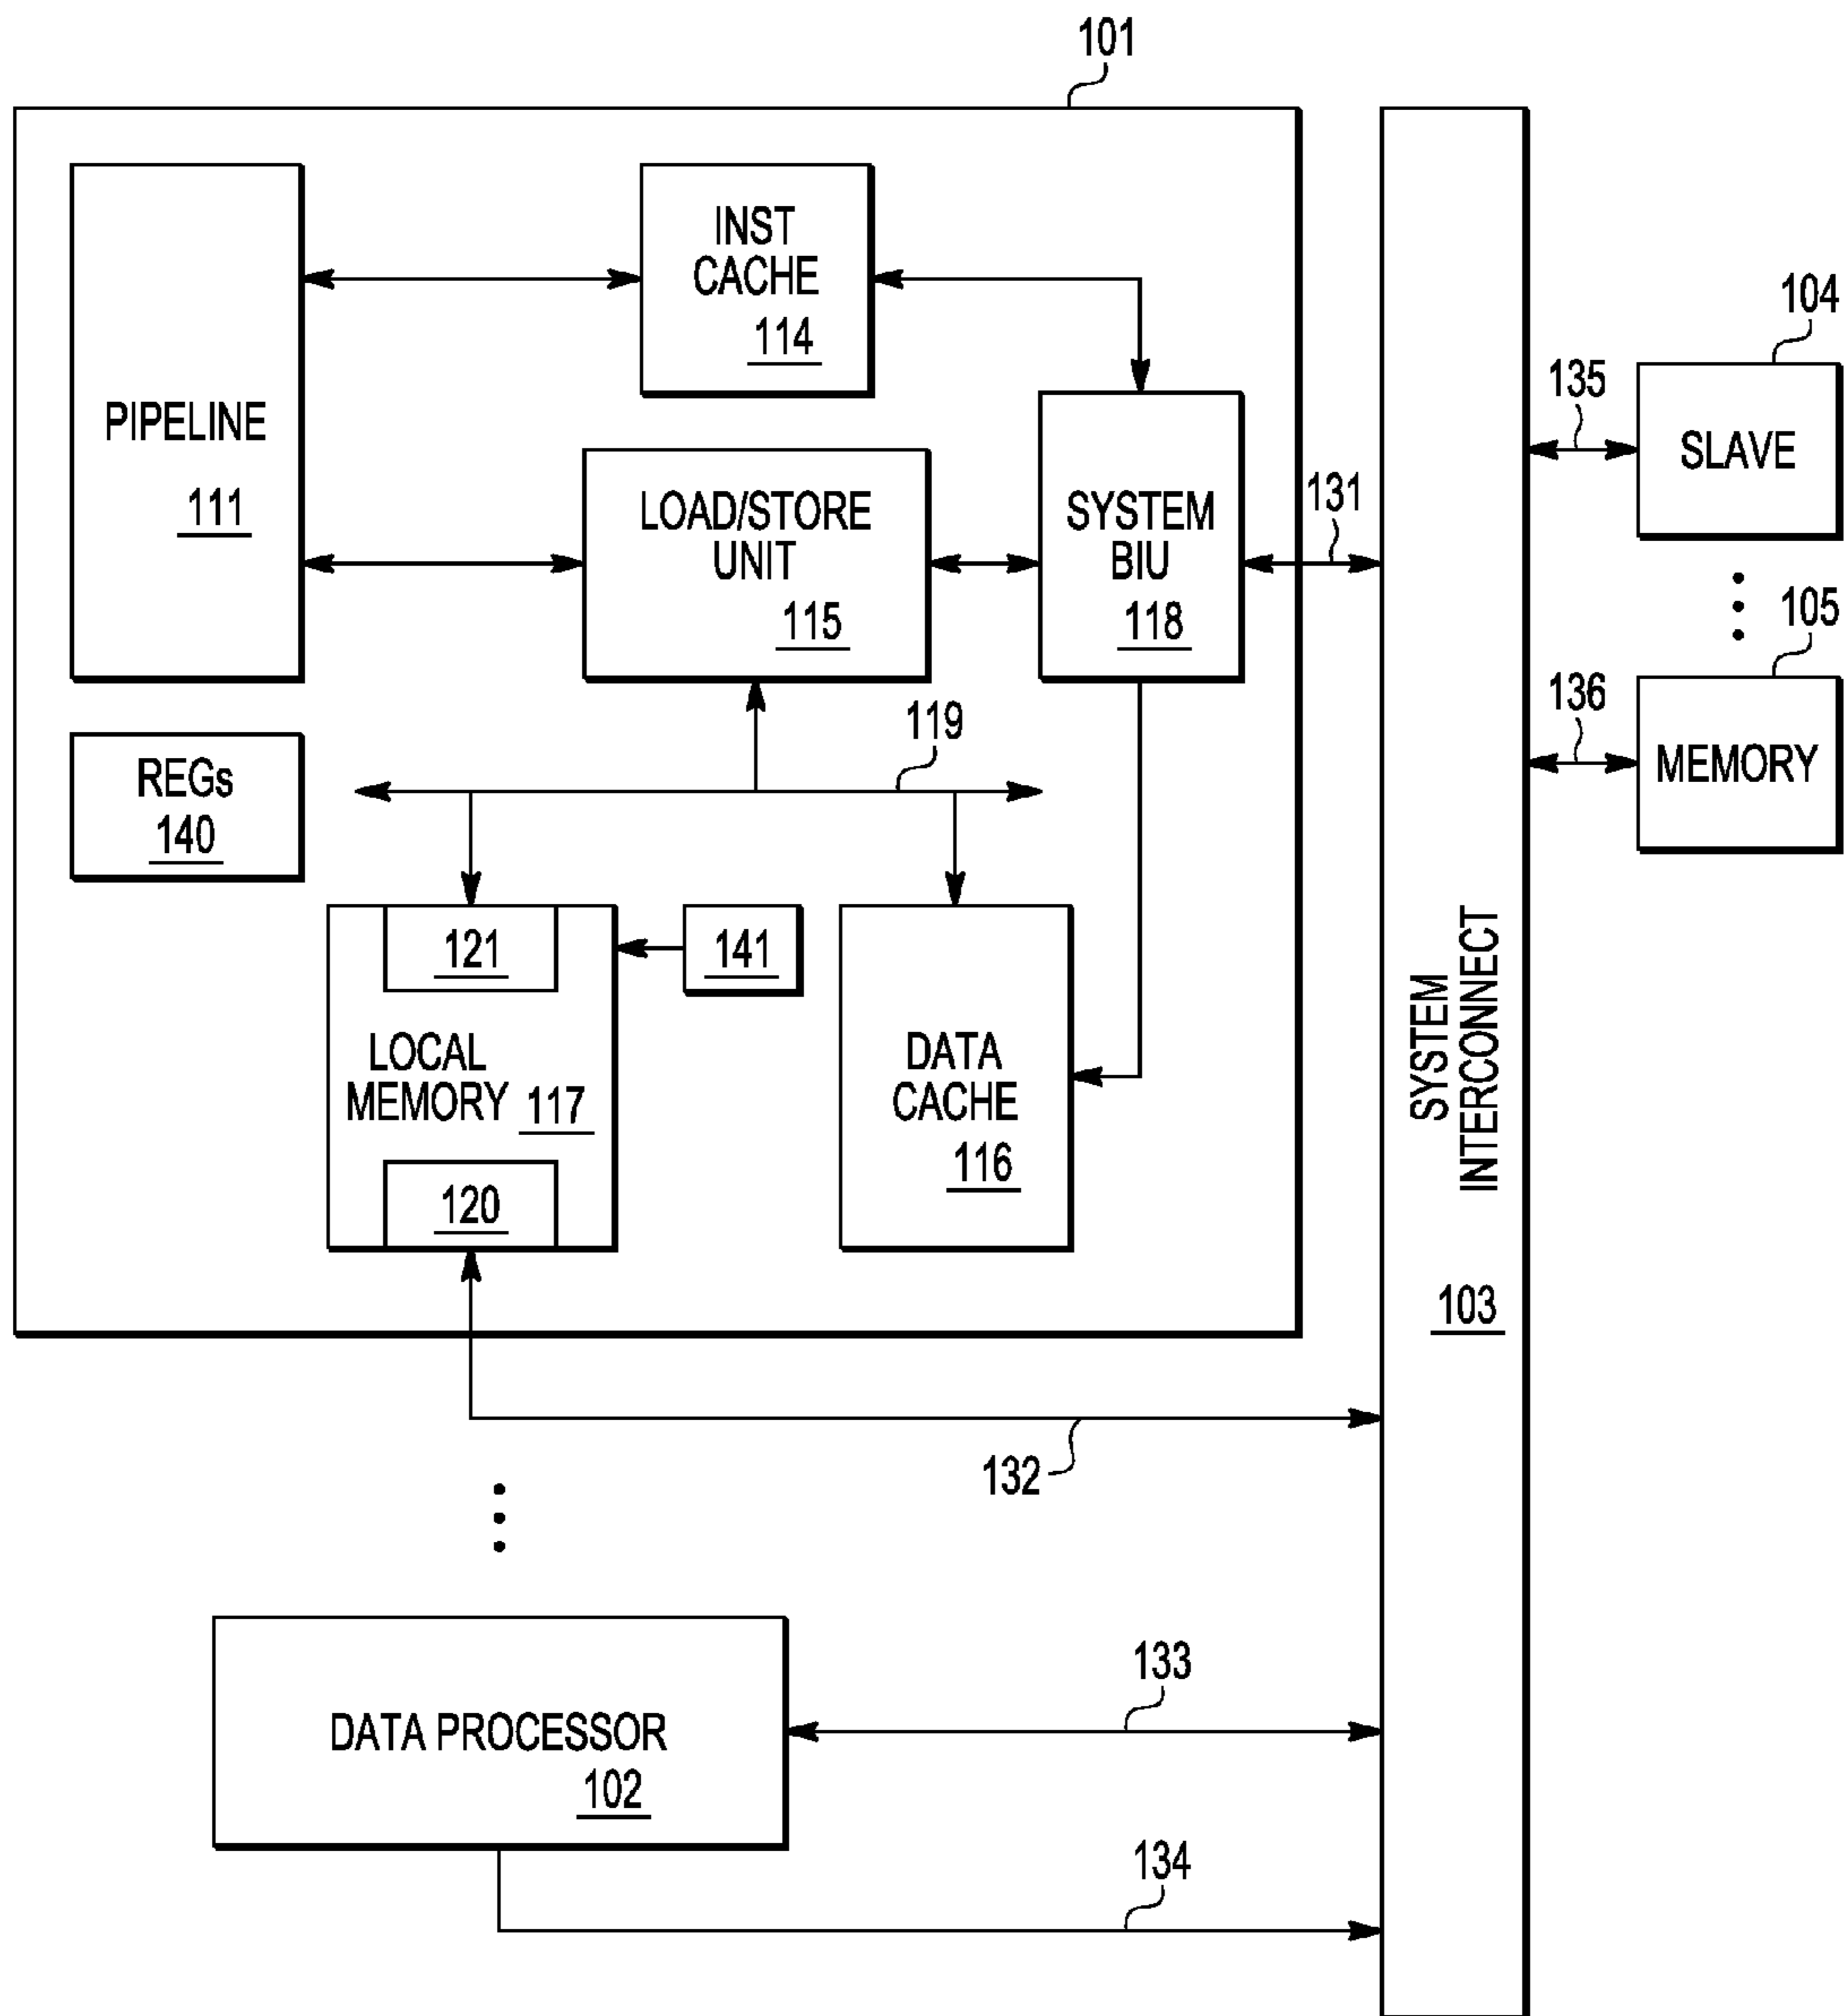 101
PIPELINE
111
INST
CACHE
114
LOAD/STORE
UNIT
115
SYSTEM
BIU
118
131
REGs
140
119
121
141
LOCAL
MEMORY 117
120
DATA
CACHE
116
SYSTEM
INTERCONNECT
103
104
135
SLAVE
105
136
MEMORY
132
DATA PROCESSOR
102
133
134